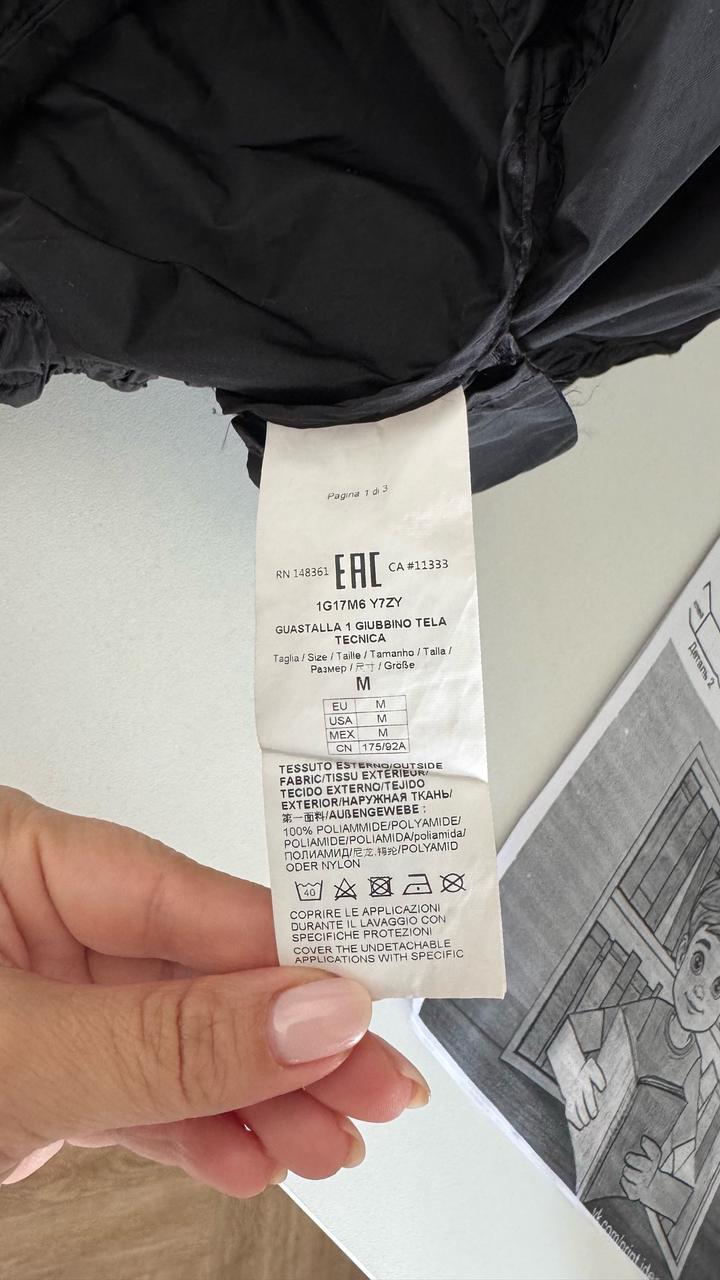 Pagina 1 di 3
RN 148361 EAC CA #11333
1G17M6 Y7ZY
GUASTALLA 1 GIUBBINO TELA
TECNICA
Taglia / Size / Taille / Tamanho / Talla /
Размер / 尺寸 / Größe
M
EU M
USA M
MEX M
CN 175/92A
TESSUTO ESTERNO/OUTSIDE
FABRIC/TISSU EXTERIEUR/
TECIDO EXTERNO/TEJIDO
EXTERIOR/НАРУЖНАЯ ТКАНЬ/
第一面料/AUßENGEWEBE :
100% POLIAMMIDE/POLYAMIDE/
POLIAMIDE/POLIAMIDA/poliamida/
ПОЛИАМИД/尼龙,锦纶/POLYAMID
ODER NYLON
40
COPRIRE LE APPLICAZIONI
DURANTE IL LAVAGGIO CON
SPECIFICHE PROTEZIONI
COVER THE UNDETACHABLE
APPLICATIONS WITH SPECIFIC
Деталь 2